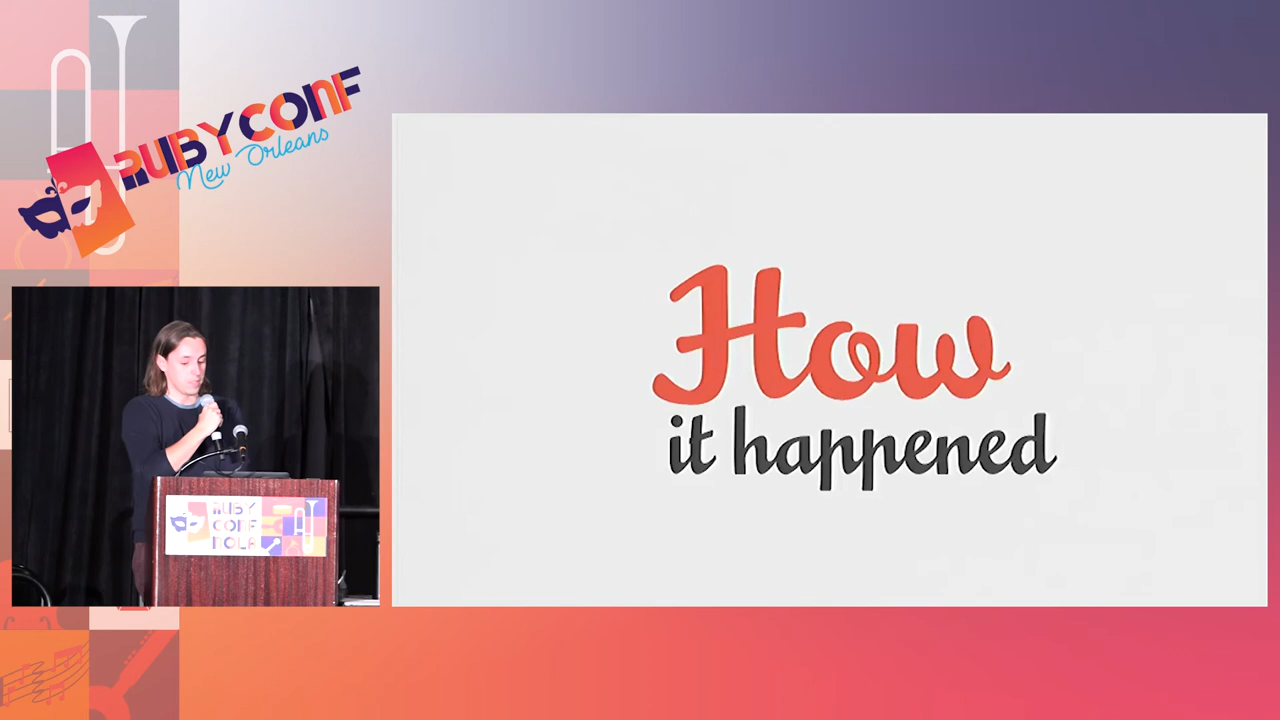 RUBYCONF
New Orleans
How
it happened
RUBY
CONF
NOLA